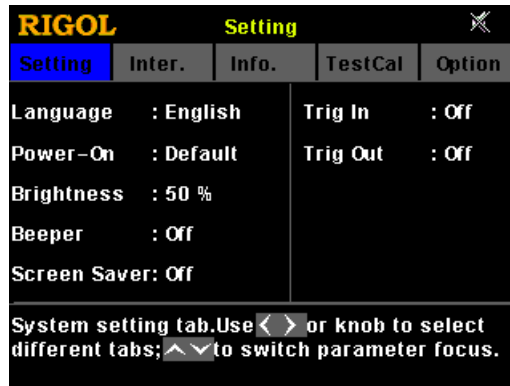 RIGOL Setting
Setting Inter. Info. TestCal Option
Language : English Trig In : Off
Power-On : Default Trig Out : Off
Brightness : 50 %
Beeper : Off
Screen Saver: Off
System setting tab.Use < > or knob to select
different tabs; to switch parameter focus.